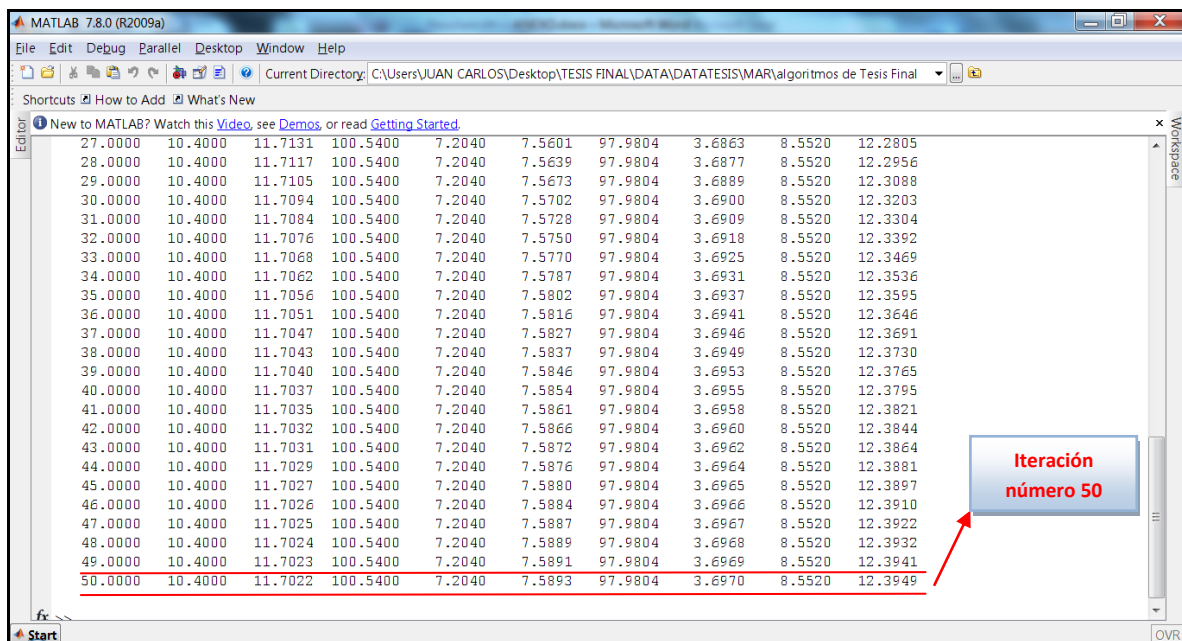 MATLAB 7.8.0 (R2009a)
File Edit Debug Parallel Desktop Window Help
Current Directory: C:\Users\JUAN CARLOS\Desktop\TESIS FINAL\DATA\DATATESIS\MAR\algoritmos de Tesis Final
Shortcuts How to Add What's New
New to MATLAB? Watch this Video, see Demos, or read Getting Started.
Editor
Workspace
27.0000 10.4000 11.7131 100.5400 7.2040 7.5601 97.9804 3.6863 8.5520 12.2805
28.0000 10.4000 11.7117 100.5400 7.2040 7.5639 97.9804 3.6877 8.5520 12.2956
29.0000 10.4000 11.7105 100.5400 7.2040 7.5673 97.9804 3.6889 8.5520 12.3088
30.0000 10.4000 11.7094 100.5400 7.2040 7.5702 97.9804 3.6900 8.5520 12.3203
31.0000 10.4000 11.7084 100.5400 7.2040 7.5728 97.9804 3.6909 8.5520 12.3304
32.0000 10.4000 11.7076 100.5400 7.2040 7.5750 97.9804 3.6918 8.5520 12.3392
33.0000 10.4000 11.7068 100.5400 7.2040 7.5770 97.9804 3.6925 8.5520 12.3469
34.0000 10.4000 11.7062 100.5400 7.2040 7.5787 97.9804 3.6931 8.5520 12.3536
35.0000 10.4000 11.7056 100.5400 7.2040 7.5802 97.9804 3.6937 8.5520 12.3595
36.0000 10.4000 11.7051 100.5400 7.2040 7.5816 97.9804 3.6941 8.5520 12.3646
37.0000 10.4000 11.7047 100.5400 7.2040 7.5827 97.9804 3.6946 8.5520 12.3691
38.0000 10.4000 11.7043 100.5400 7.2040 7.5837 97.9804 3.6949 8.5520 12.3730
39.0000 10.4000 11.7040 100.5400 7.2040 7.5846 97.9804 3.6953 8.5520 12.3765
40.0000 10.4000 11.7037 100.5400 7.2040 7.5854 97.9804 3.6955 8.5520 12.3795
41.0000 10.4000 11.7035 100.5400 7.2040 7.5861 97.9804 3.6958 8.5520 12.3821
42.0000 10.4000 11.7032 100.5400 7.2040 7.5866 97.9804 3.6960 8.5520 12.3844
43.0000 10.4000 11.7031 100.5400 7.2040 7.5872 97.9804 3.6962 8.5520 12.3864
44.0000 10.4000 11.7029 100.5400 7.2040 7.5876 97.9804 3.6964 8.5520 12.3881
45.0000 10.4000 11.7027 100.5400 7.2040 7.5880 97.9804 3.6965 8.5520 12.3897
46.0000 10.4000 11.7026 100.5400 7.2040 7.5884 97.9804 3.6966 8.5520 12.3910
47.0000 10.4000 11.7025 100.5400 7.2040 7.5887 97.9804 3.6967 8.5520 12.3922
48.0000 10.4000 11.7024 100.5400 7.2040 7.5889 97.9804 3.6968 8.5520 12.3932
49.0000 10.4000 11.7023 100.5400 7.2040 7.5891 97.9804 3.6969 8.5520 12.3941
50.0000 10.4000 11.7022 100.5400 7.2040 7.5893 97.9804 3.6970 8.5520 12.3949
Iteración
número 50
fx >>
Start
OVR